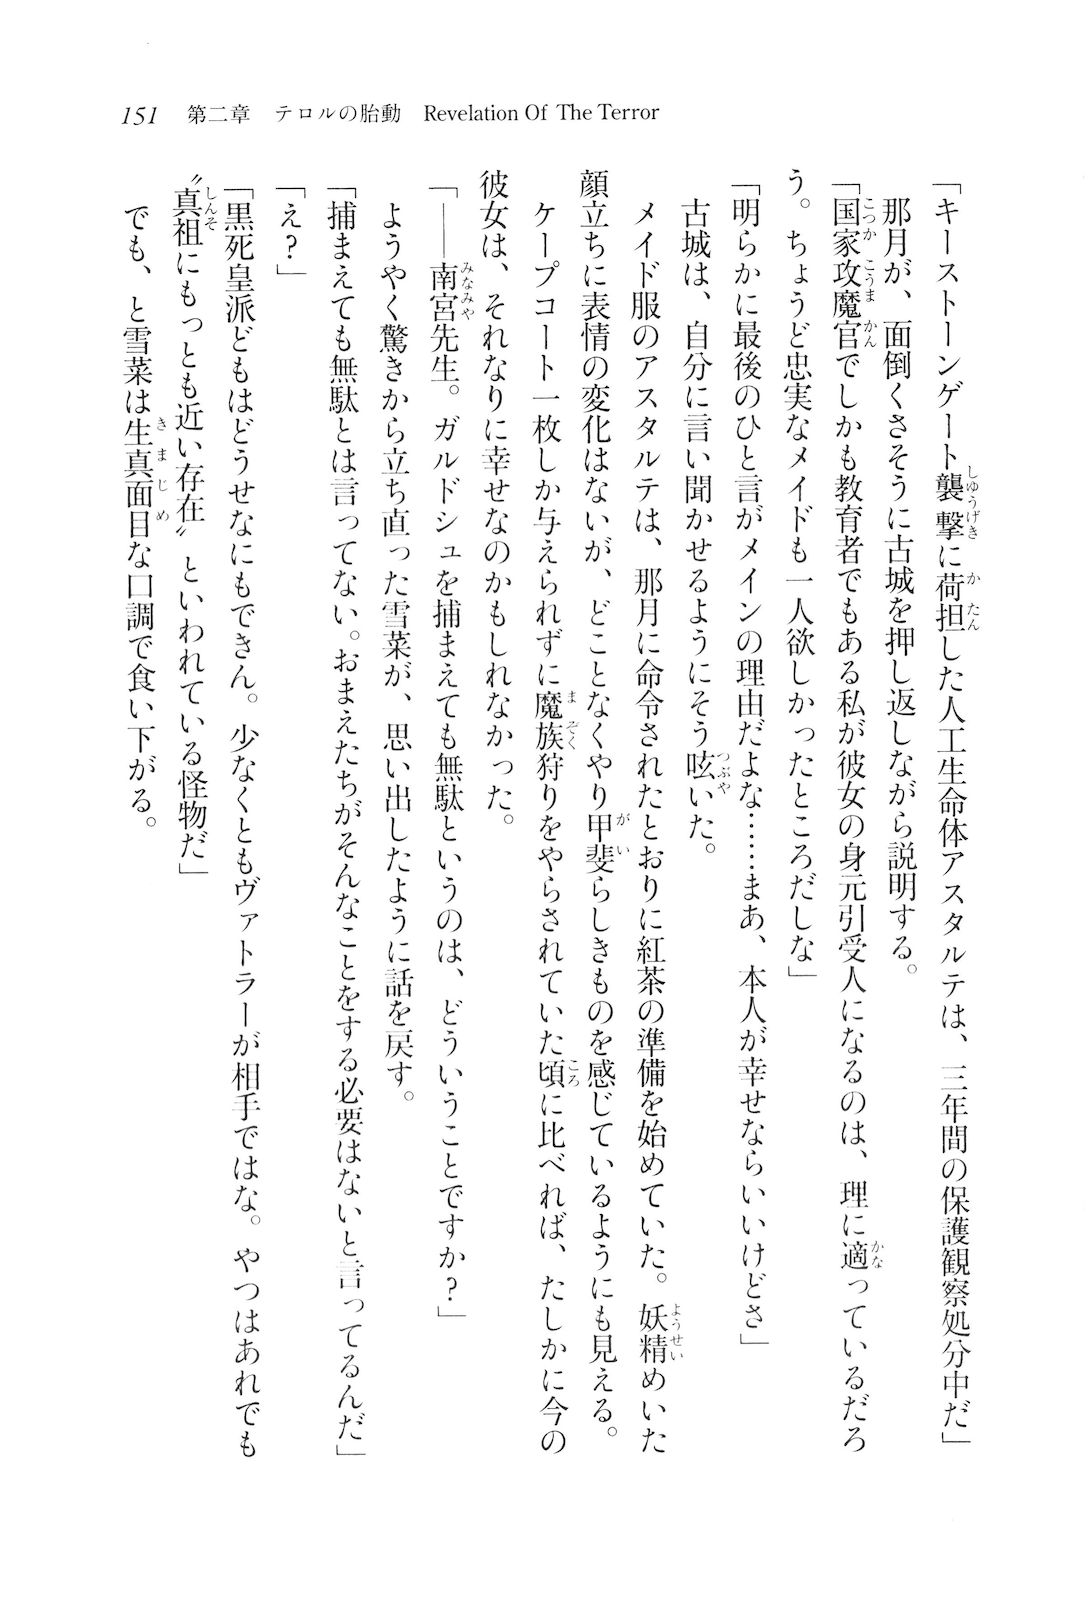 151　第二章　テロルの胎動　Revelation Of The Terror
「キーストーンゲート襲撃に荷担した人工生命体アスタルテは、三年間の保護観察処分中だ」
那月が、面倒くさそうに古城を押し返しながら説明する。
「国家攻魔官でしかも教育者でもある私が彼女の身元引受人になるのは、理に適っているだろ
う。ちょうど忠実なメイドも一人欲しかったところだしな」
「明らかに最後のひと言がメインの理由だよな……まあ、本人が幸せならいいけどさ」
古城は、自分に言い聞かせるようにそう呟いた。
メイド服のアスタルテは、那月に命令されたとおりに紅茶の準備を始めていた。妖精めいた
顔立ちに表情の変化はないが、どことなくやり甲斐らしきものを感じているようにも見える。
ケープコート一枚しか与えられずに魔族狩りをやらされていた頃に比べれば、たしかに今の
彼女は、それなりに幸せなのかもしれなかった。
「――南宮先生。ガルドシュを捕まえても無駄というのは、どういうことですか？」
ようやく驚きから立ち直った雪菜が、思い出したように話を戻す。
「捕まえても無駄とは言ってない。おまえたちがそんなことをする必要はないと言ってるんだ」
「え？」
「黒死皇派どもはどうせなにもできん。少なくともヴァトラーが相手ではな。やつはあれでも
〝真祖にもっとも近い存在〟といわれている怪物だ」
でも、と雪菜は生真面目な口調で食い下がる。